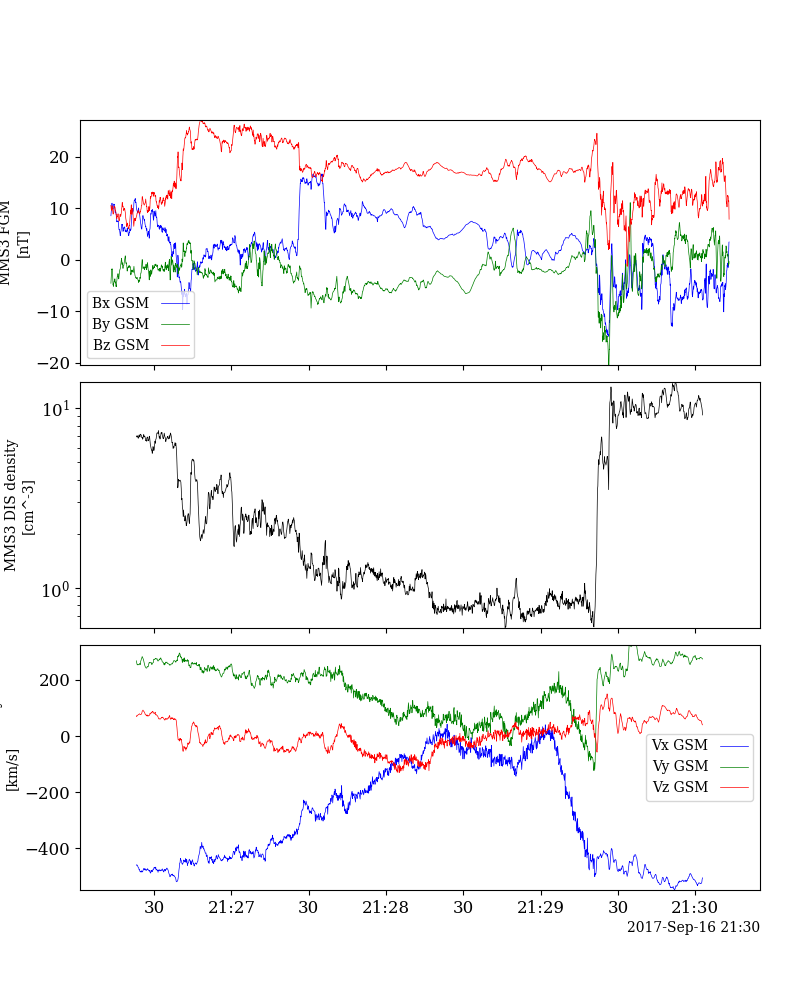 MMS3 FGM
[nT]
20
10
0
−10
−20
Bx GSM
By GSM
Bz GSM
MMS3 DIS density
[cm^-3]
10^1
10^0
[km/s]
200
0
−200
−400
Vx GSM
Vy GSM
Vz GSM
30 21:27 30 21:28 30 21:29 30 21:30
2017-Sep-16 21:30